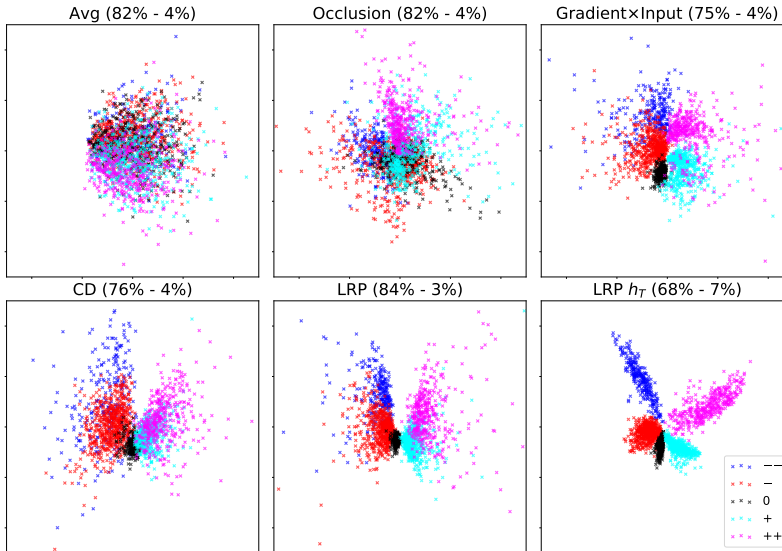 Avg (82% - 4%)
Occlusion (82% - 4%)
Gradient×Input (75% - 4%)
CD (76% - 4%)
LRP (84% - 3%)
LRP h_T (68% - 7%)
−−
−
0
+
++